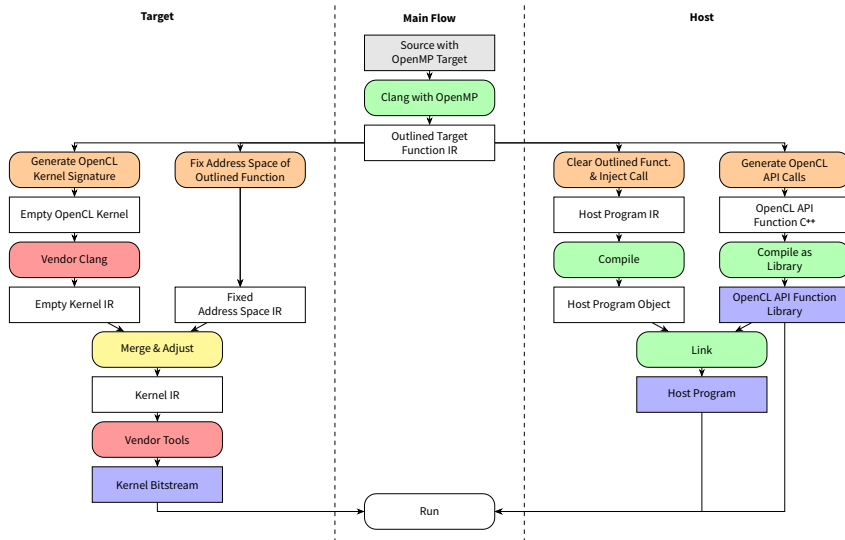 Target
Main Flow
Host
Source with
OpenMP Target
Clang with OpenMP
Outlined Target
Function IR
Generate OpenCL
Kernel Signature
Fix Address Space of
Outlined Function
Clear Outlined Funct.
& Inject Call
Generate OpenCL
API Calls
Empty OpenCL Kernel
Host Program IR
OpenCL API
Function C++
Vendor Clang
Compile
Compile as
Library
Empty Kernel IR
Fixed
Address Space IR
Host Program Object
OpenCL API Function
Library
Merge & Adjust
Link
Kernel IR
Host Program
Vendor Tools
Kernel Bitstream
Run